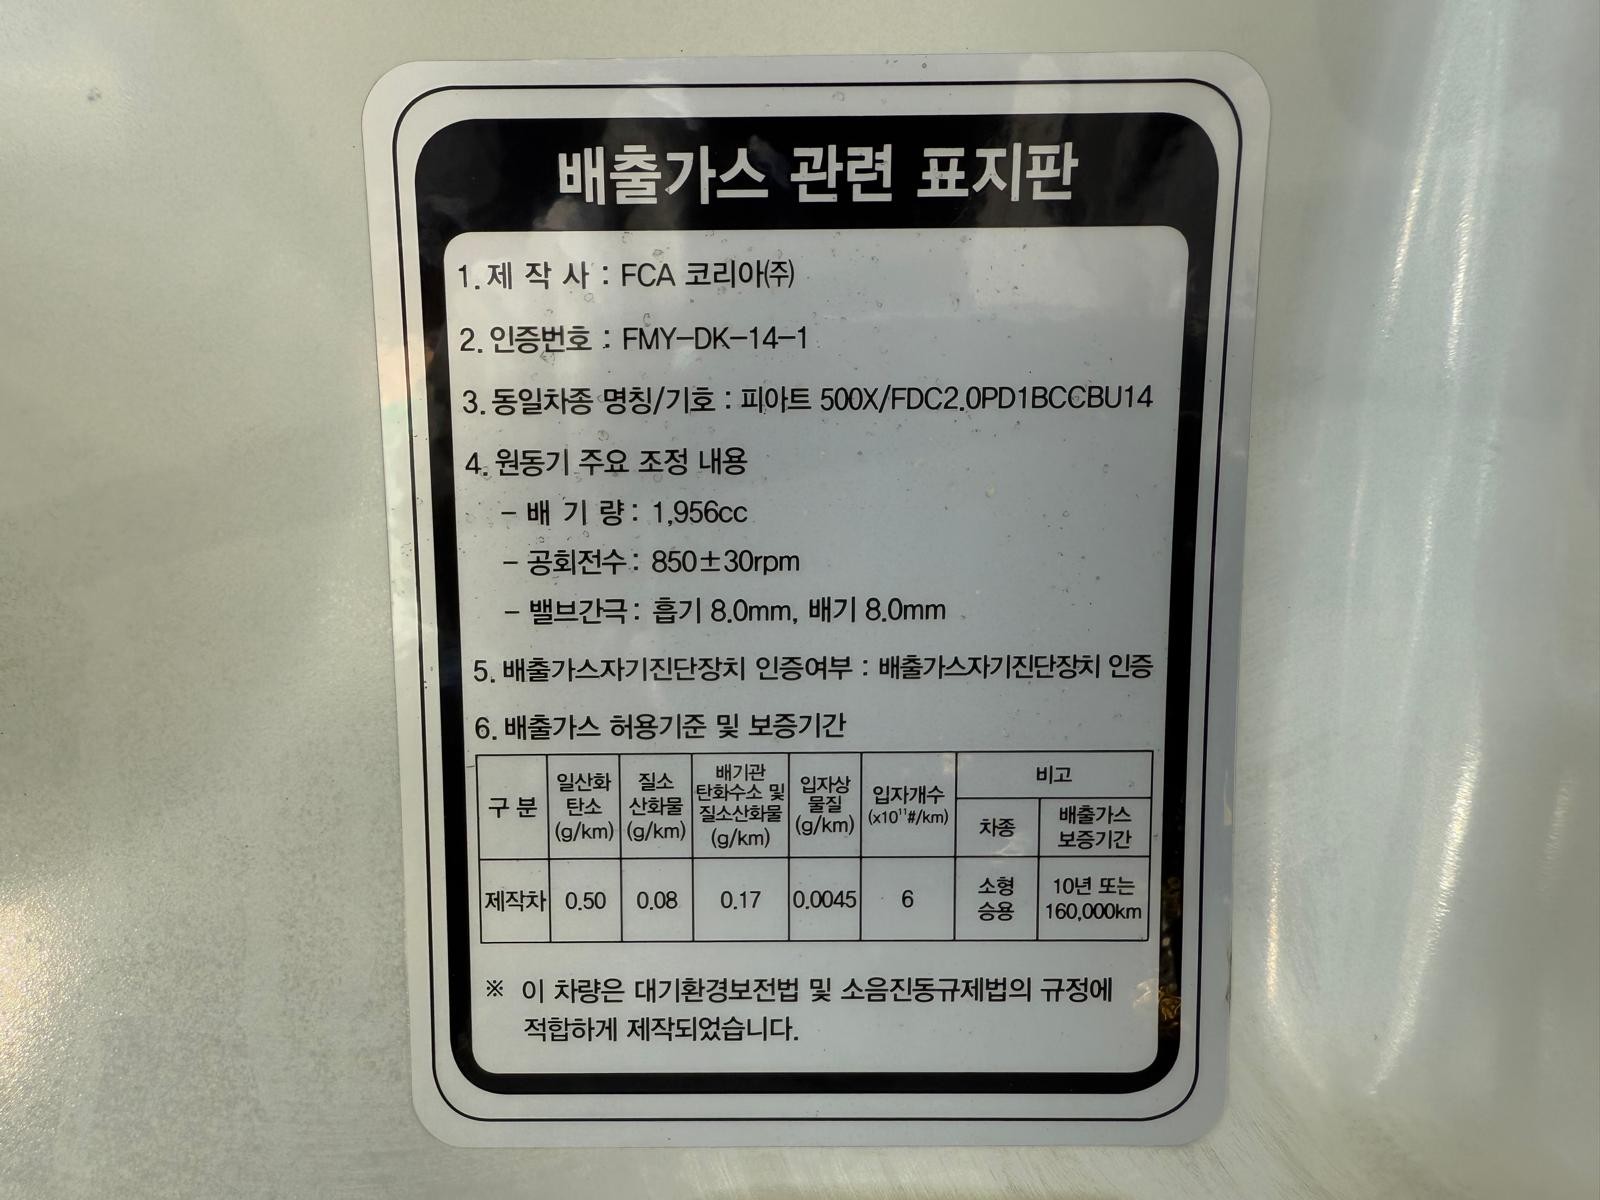 배출가스 관련 표지판
1. 제 작 사 : FCA 코리아㈜
2. 인증번호 : FMY-DK-14-1
3. 동일차종 명칭/기호 : 피아트 500X/FDC2.0PD1BCCBU14
4. 원동기 주요 조정 내용
- 배 기 량 : 1,956cc
- 공회전수 : 850±30rpm
- 밸브간극 : 흡기 8.0mm, 배기 8.0mm
5. 배출가스자기진단장치 인증여부 : 배출가스자기진단장치 인증
6. 배출가스 허용기준 및 보증기간
구 분
일산화
탄소
(g/km)
질소
산화물
(g/km)
배기관
탄화수소 및
질소산화물
(g/km)
입자상
물질
(g/km)
입자개수
(x10¹¹#/km)
비고
차종
배출가스
보증기간
제작차
0.50
0.08
0.17
0.0045
6
소형
승용
10년 또는
160,000km
※ 이 차량은 대기환경보전법 및 소음진동규제법의 규정에
적합하게 제작되었습니다.